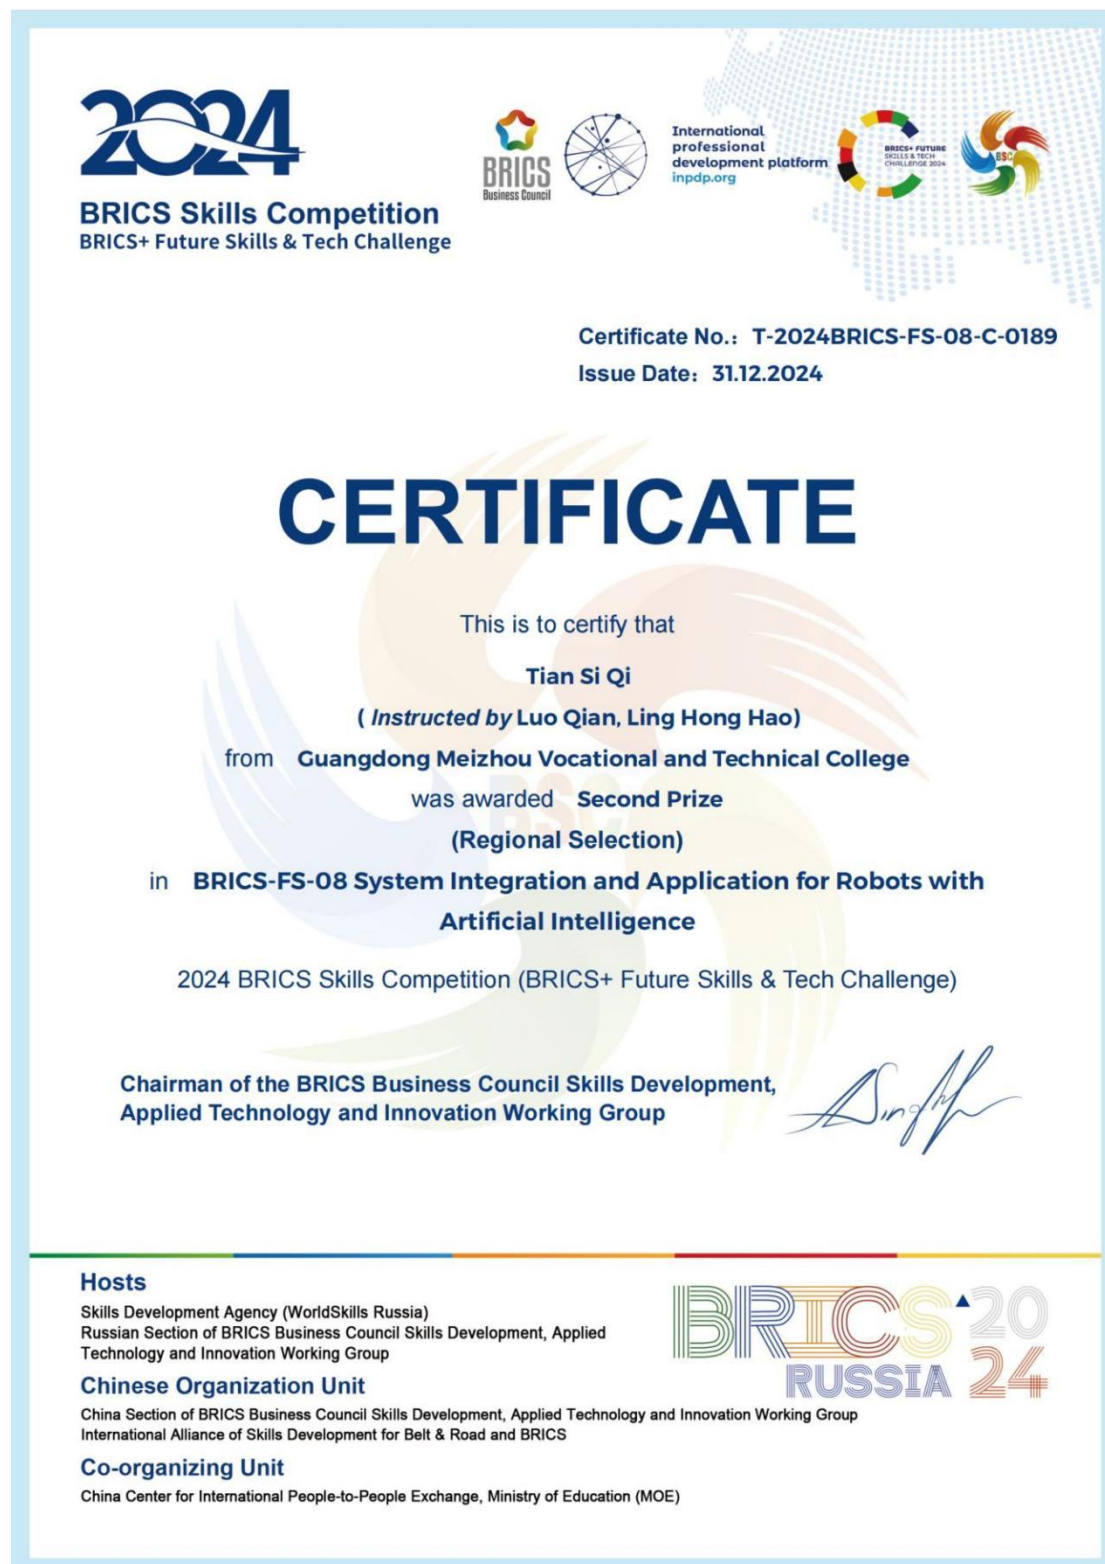 2024
BRICS Skills Competition
BRICS+ Future Skills & Tech Challenge
BRICS
Business Council
International
professional
development platform
inpdp.org
BRICS+ FUTURE
SKILLS & TECH
CHALLENGE 2024
BSC
Certificate No.: T-2024BRICS-FS-08-C-0189
Issue Date: 31.12.2024
CERTIFICATE
This is to certify that
Tian Si Qi
( Instructed by Luo Qian, Ling Hong Hao)
from Guangdong Meizhou Vocational and Technical College
was awarded Second Prize
(Regional Selection)
in BRICS-FS-08 System Integration and Application for Robots with
Artificial Intelligence
BSC
2024 BRICS Skills Competition (BRICS+ Future Skills & Tech Challenge)
Chairman of the BRICS Business Council Skills Development,
Applied Technology and Innovation Working Group
Hosts
Skills Development Agency (WorldSkills Russia)
Russian Section of BRICS Business Council Skills Development, Applied
Technology and Innovation Working Group
BRICS 2024
RUSSIA
Chinese Organization Unit
China Section of BRICS Business Council Skills Development, Applied Technology and Innovation Working Group
International Alliance of Skills Development for Belt & Road and BRICS
Co-organizing Unit
China Center for International People-to-People Exchange, Ministry of Education (MOE)